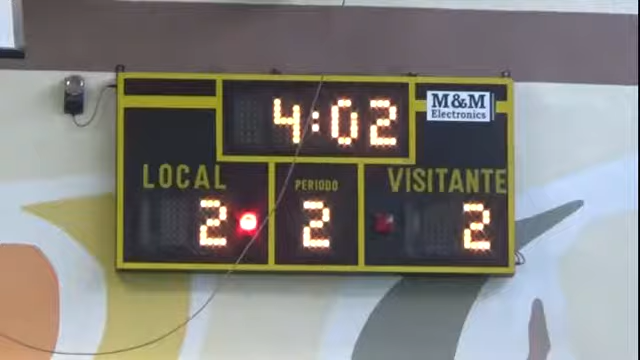 4:02
M&M
Electronics
LOCAL
PERIODO
VISITANTE
2
2
2